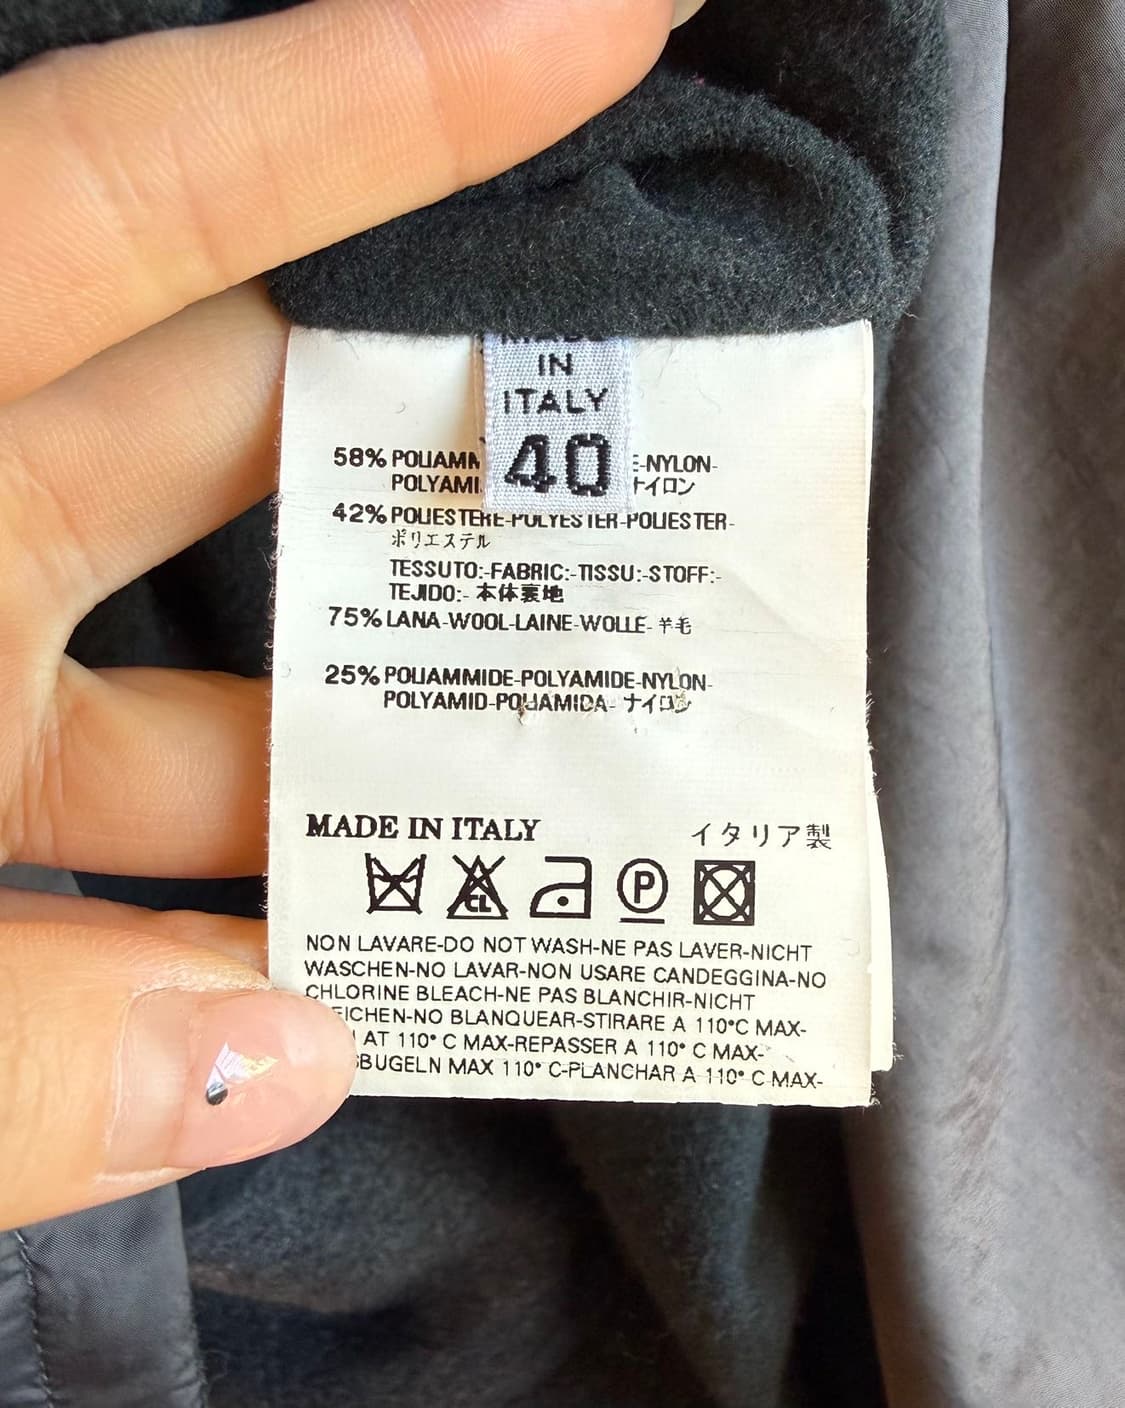 IN
ITALY
40
58% POLIAMM -NYLON-
POLYAMI ナイロン
42% POLIESTERE-POLYESTER-POLIESTER-
ポリエステル
TESSUTO:-FABRIC:-TISSU:-STOFF:-
TEJIDO:- 本体裏地
75% LANA-WOOL-LAINE-WOLLE- 羊毛
25% POLIAMMIDE-POLYAMIDE-NYLON-
POLYAMID-POLIAMIDA- ナイロン
MADE IN ITALY イタリア製
CL P
NON LAVARE-DO NOT WASH-NE PAS LAVER-NICHT
WASCHEN-NO LAVAR-NON USARE CANDEGGINA-NO
CHLORINE BLEACH-NE PAS BLANCHIR-NICHT
EICHEN-NO BLANQUEAR-STIRARE A 110°C MAX-
AT 110° C MAX-REPASSER A 110° C MAX-
BUGELN MAX 110° C-PLANCHAR A 110° C MAX-